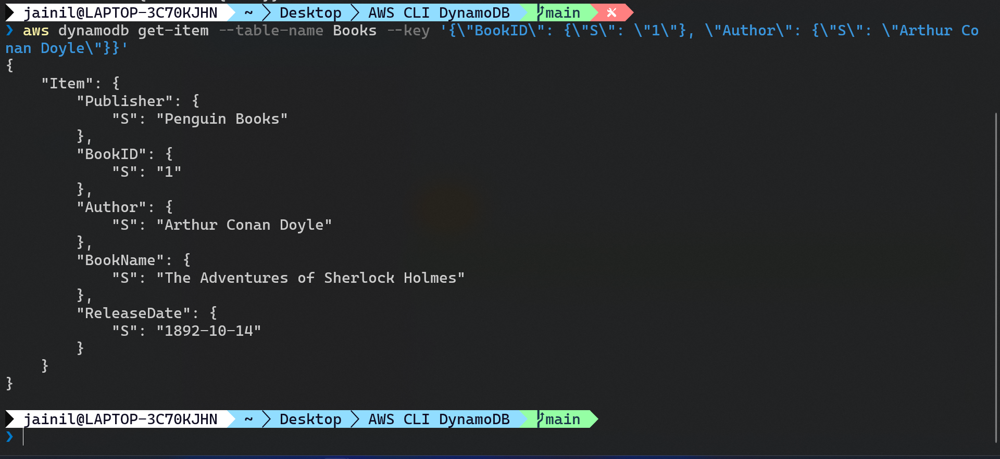 jainil@LAPTOP-3C70KJHN ~ Desktop AWS CLI DynamoDB main
❯ aws dynamodb get-item --table-name Books --key '{\"BookID\": {\"S\": \"1\"}, \"Author\": {\"S\": \"Arthur Co
nan Doyle\"}}'
{
    "Item": {
        "Publisher": {
            "S": "Penguin Books"
        },
        "BookID": {
            "S": "1"
        },
        "Author": {
            "S": "Arthur Conan Doyle"
        },
        "BookName": {
            "S": "The Adventures of Sherlock Holmes"
        },
        "ReleaseDate": {
            "S": "1892-10-14"
        }
    }
}
jainil@LAPTOP-3C70KJHN ~ Desktop AWS CLI DynamoDB main
❯